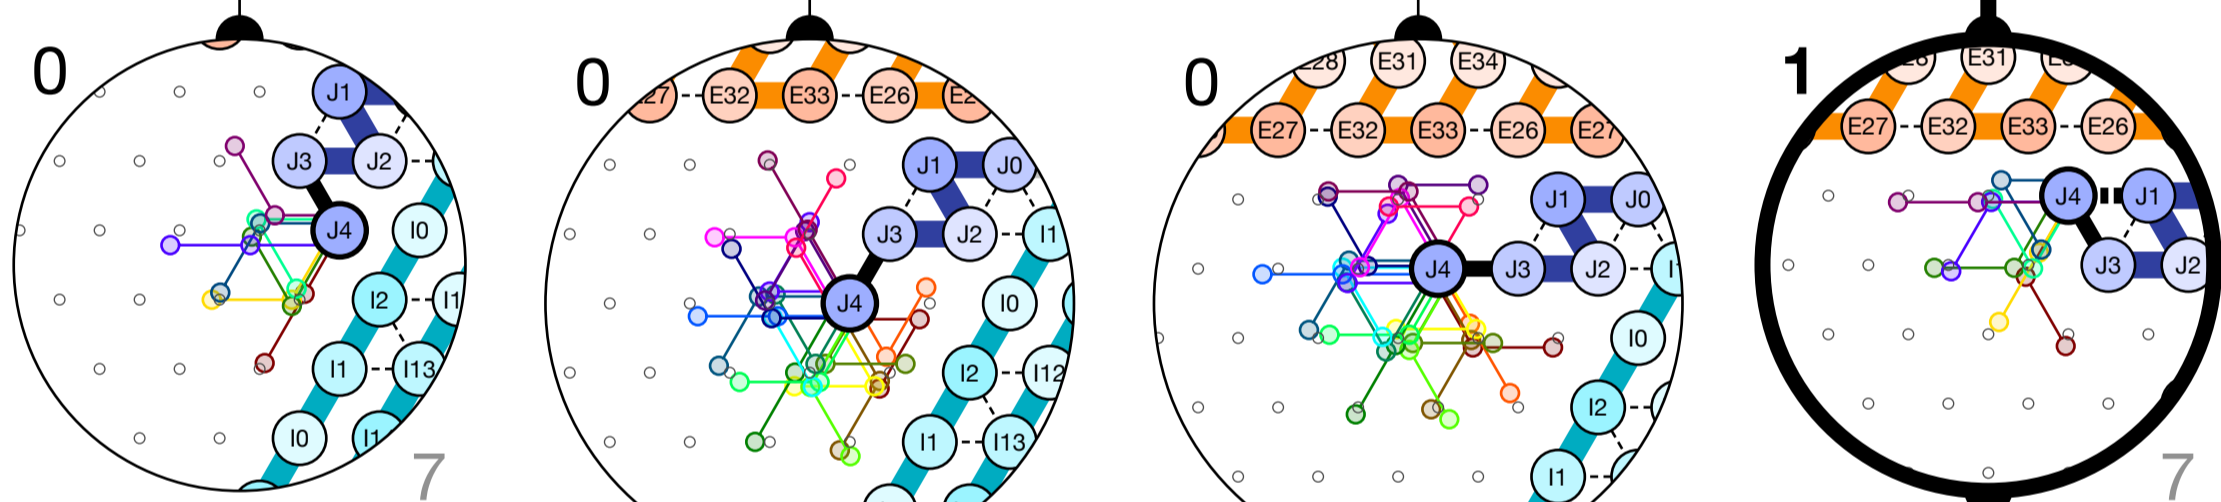 0
J1
J3 J2
J4 I0
I2 I1
I1 I13
I0 I1
7
0
E32 E33 E26
J1 J0
J3 J2 I1
J4 I0
I2 I12
I1 I13
0
E31 E34
E27 E32 E33 E26 E27
J1 J0
J4 J3 J2
I0
I2
I1
1
E31
E27 E32 E33 E26
J4 J1
J3 J2
7